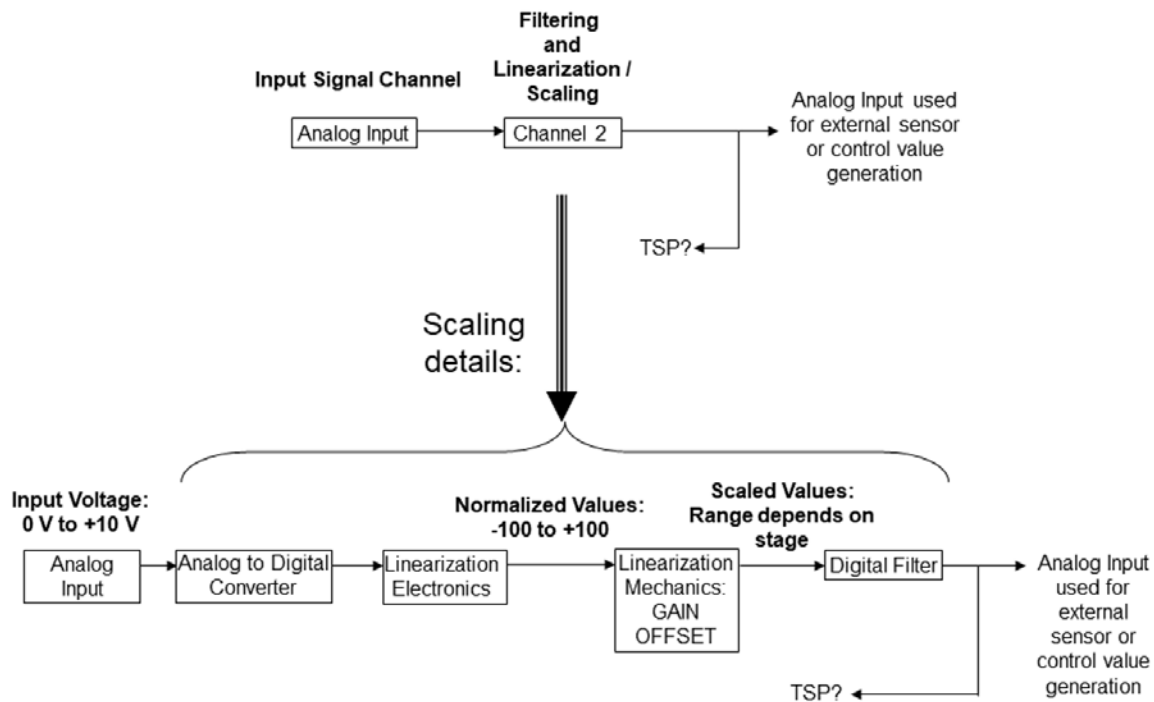 Filtering
and
Linearization /
Scaling
Input Signal Channel
Analog Input
Channel 2
Analog Input used
for external sensor
or control value
generation
TSP?
Scaling
details:
Input Voltage:
0 V to +10 V
Normalized Values:
-100 to +100
Scaled Values:
Range depends on
stage
Analog
Input
Analog to Digital
Converter
Linearization
Electronics
Linearization
Mechanics:
GAIN
OFFSET
Digital Filter
Analog Input
used for
external
sensor or
control value
generation
TSP?